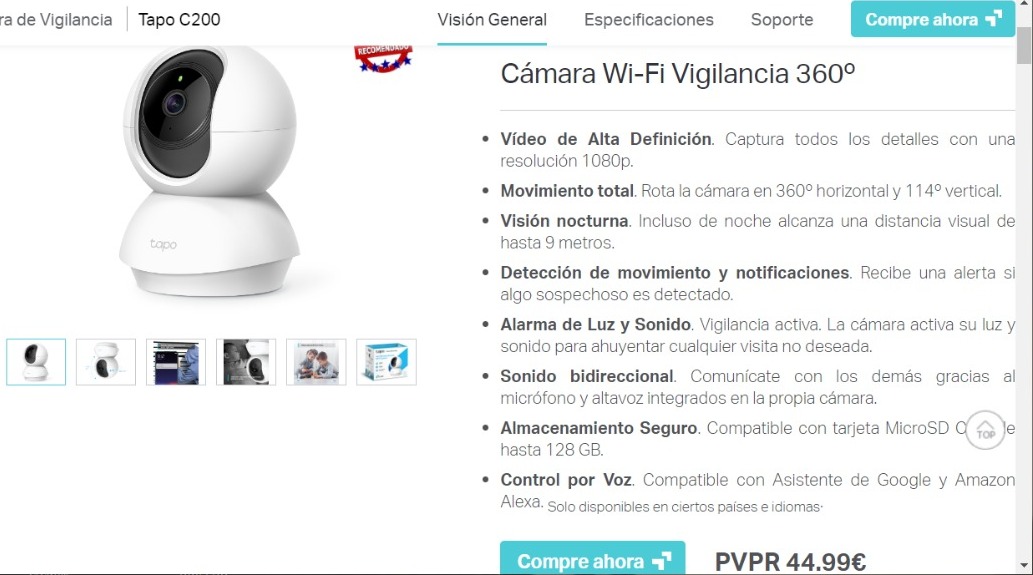 ra de Vigilancia
Tapo C200
Visión General
Especificaciones
Soporte
Compre ahora
RECOMENDADO
tapo
Cámara Wi-Fi Vigilancia 360º
• Vídeo de Alta Definición. Captura todos los detalles con una
resolución 1080p.
• Movimiento total. Rota la cámara en 360º horizontal y 114º vertical.
• Visión nocturna. Incluso de noche alcanza una distancia visual de
hasta 9 metros.
• Detección de movimiento y notificaciones. Recibe una alerta si
algo sospechoso es detectado.
• Alarma de Luz y Sonido. Vigilancia activa. La cámara activa su luz y
sonido para ahuyentar cualquier visita no deseada.
• Sonido bidireccional. Comunícate con los demás gracias al
micrófono y altavoz integrados en la propia cámara.
• Almacenamiento Seguro. Compatible con tarjeta MicroSD
hasta 128 GB.
TOP
• Control por Voz. Compatible con Asistente de Google y Amazon
Alexa. Solo disponibles en ciertos países e idiomas·
Compre ahora
PVPR 44.99€